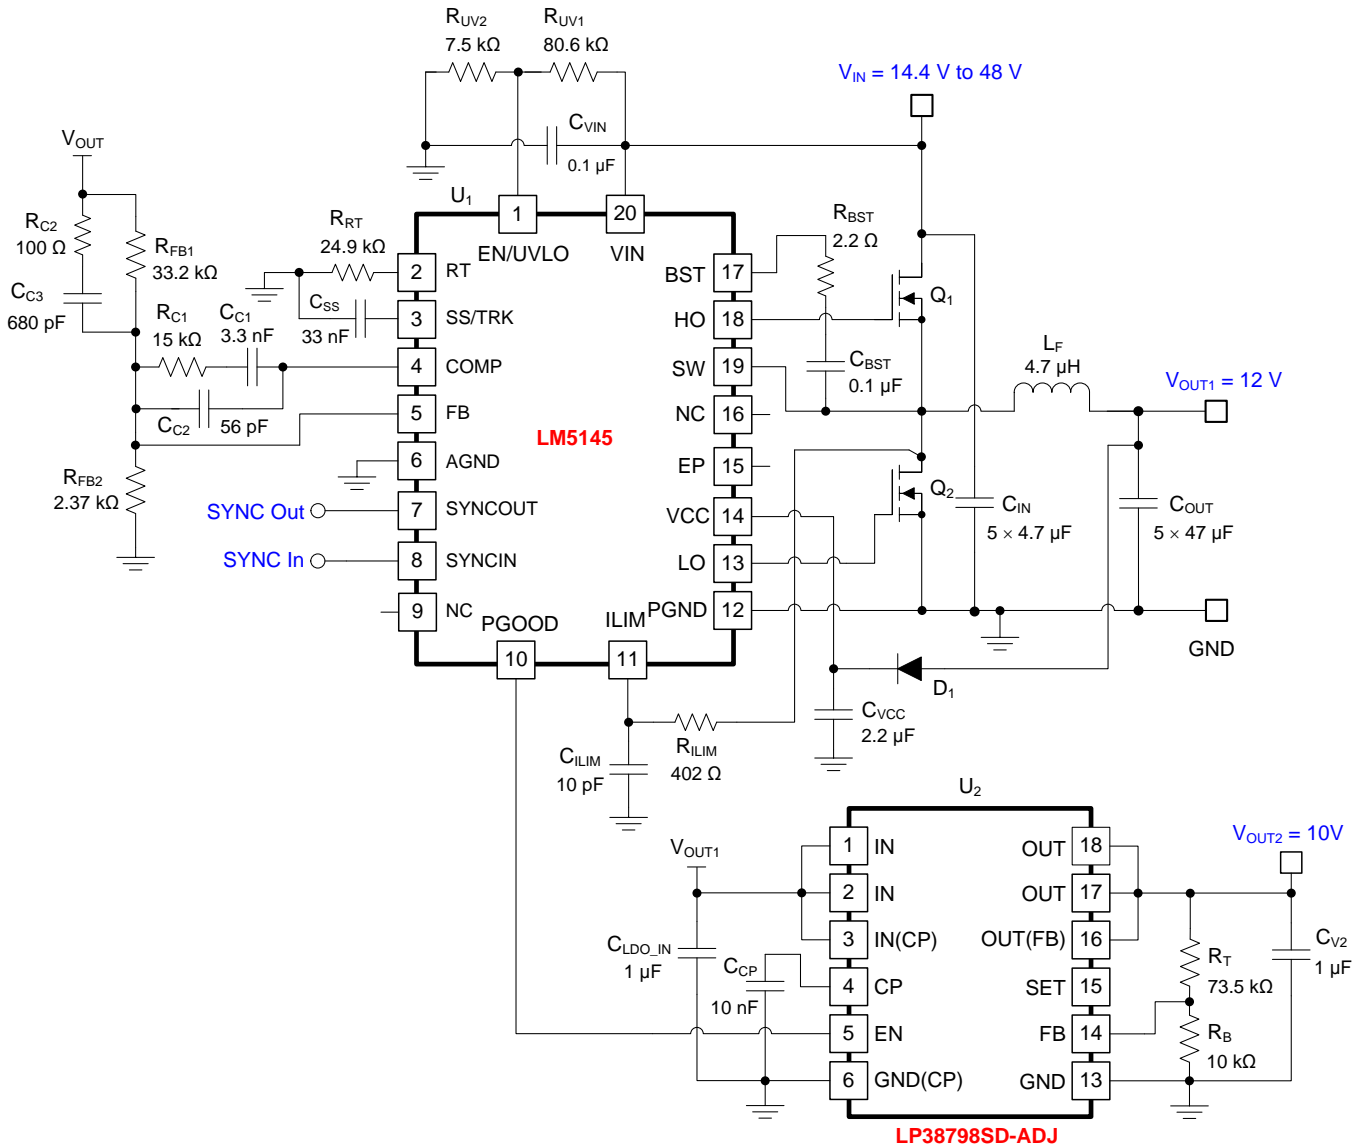 RUV2
7.5 kΩ
RUV1
80.6 kΩ
VIN = 14.4 V to 48 V
CVIN
0.1 µF
VOUT
U1
1
EN/UVLO
20
VIN
RC2
100 Ω
RFB1
33.2 kΩ
CC3
680 pF
RRT
24.9 kΩ
CSS
33 nF
RC1
15 kΩ
CC1
3.3 nF
CC2
56 pF
RFB2
2.37 kΩ
2
RT
3
SS/TRK
4
COMP
5
FB
6
AGND
SYNC Out
7
SYNCOUT
SYNC In
8
SYNCIN
9
NC
LM5145
BST
17
HO
18
SW
19
NC
16
EP
15
VCC
14
LO
13
PGND
12
PGOOD
10
ILIM
11
RBST
2.2 Ω
CBST
0.1 µF
Q1
Q2
LF
4.7 µH
VOUT1 = 12 V
CIN
5 × 4.7 µF
COUT
5 × 47 µF
GND
D1
CVCC
2.2 µF
RILIM
402 Ω
CILIM
10 pF
U2
VOUT1
CLDO_IN
1 µF
CCP
10 nF
1
IN
2
IN
3
IN(CP)
4
CP
5
EN
6
GND(CP)
OUT
18
OUT
17
OUT(FB)
16
SET
15
FB
14
GND
13
VOUT2 = 10V
RT
73.5 kΩ
RB
10 kΩ
CV2
1 µF
LP38798SD-ADJ